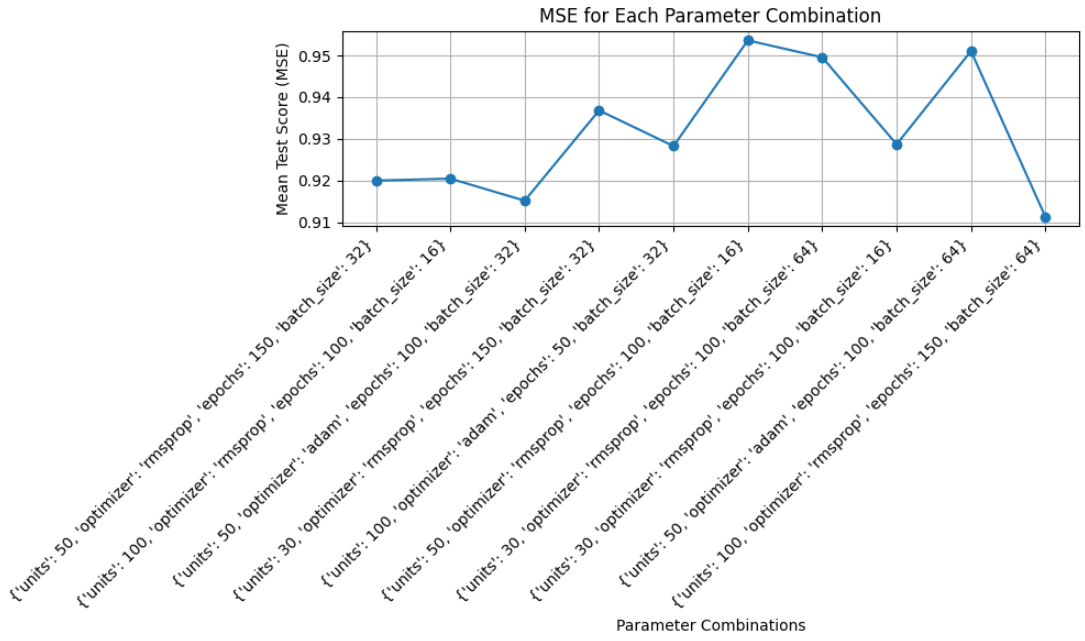 MSE for Each Parameter Combination
Mean Test Score (MSE)
0.95
0.94
0.93
0.92
0.91
{'units': 50, 'optimizer': 'rmsprop', 'epochs': 150, 'batch_size': 32}
{'units': 100, 'optimizer': 'rmsprop', 'epochs': 100, 'batch_size': 16}
{'units': 50, 'optimizer': 'adam', 'epochs': 100, 'batch_size': 32}
{'units': 30, 'optimizer': 'rmsprop', 'epochs': 150, 'batch_size': 32}
{'units': 100, 'optimizer': 'adam', 'epochs': 50, 'batch_size': 32}
{'units': 50, 'optimizer': 'rmsprop', 'epochs': 100, 'batch_size': 16}
{'units': 30, 'optimizer': 'rmsprop', 'epochs': 100, 'batch_size': 64}
{'units': 30, 'optimizer': 'rmsprop', 'epochs': 100, 'batch_size': 16}
{'units': 50, 'optimizer': 'adam', 'epochs': 100, 'batch_size': 64}
{'units': 100, 'optimizer': 'rmsprop', 'epochs': 150, 'batch_size': 64}
Parameter Combinations